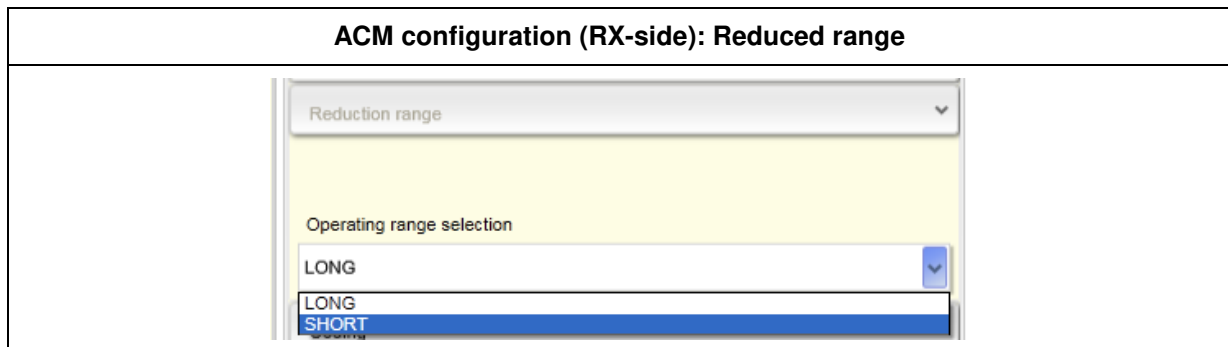 ACM configuration (RX-side): Reduced range
Reduction range
Operating range selection
LONG
LONG
SHORT